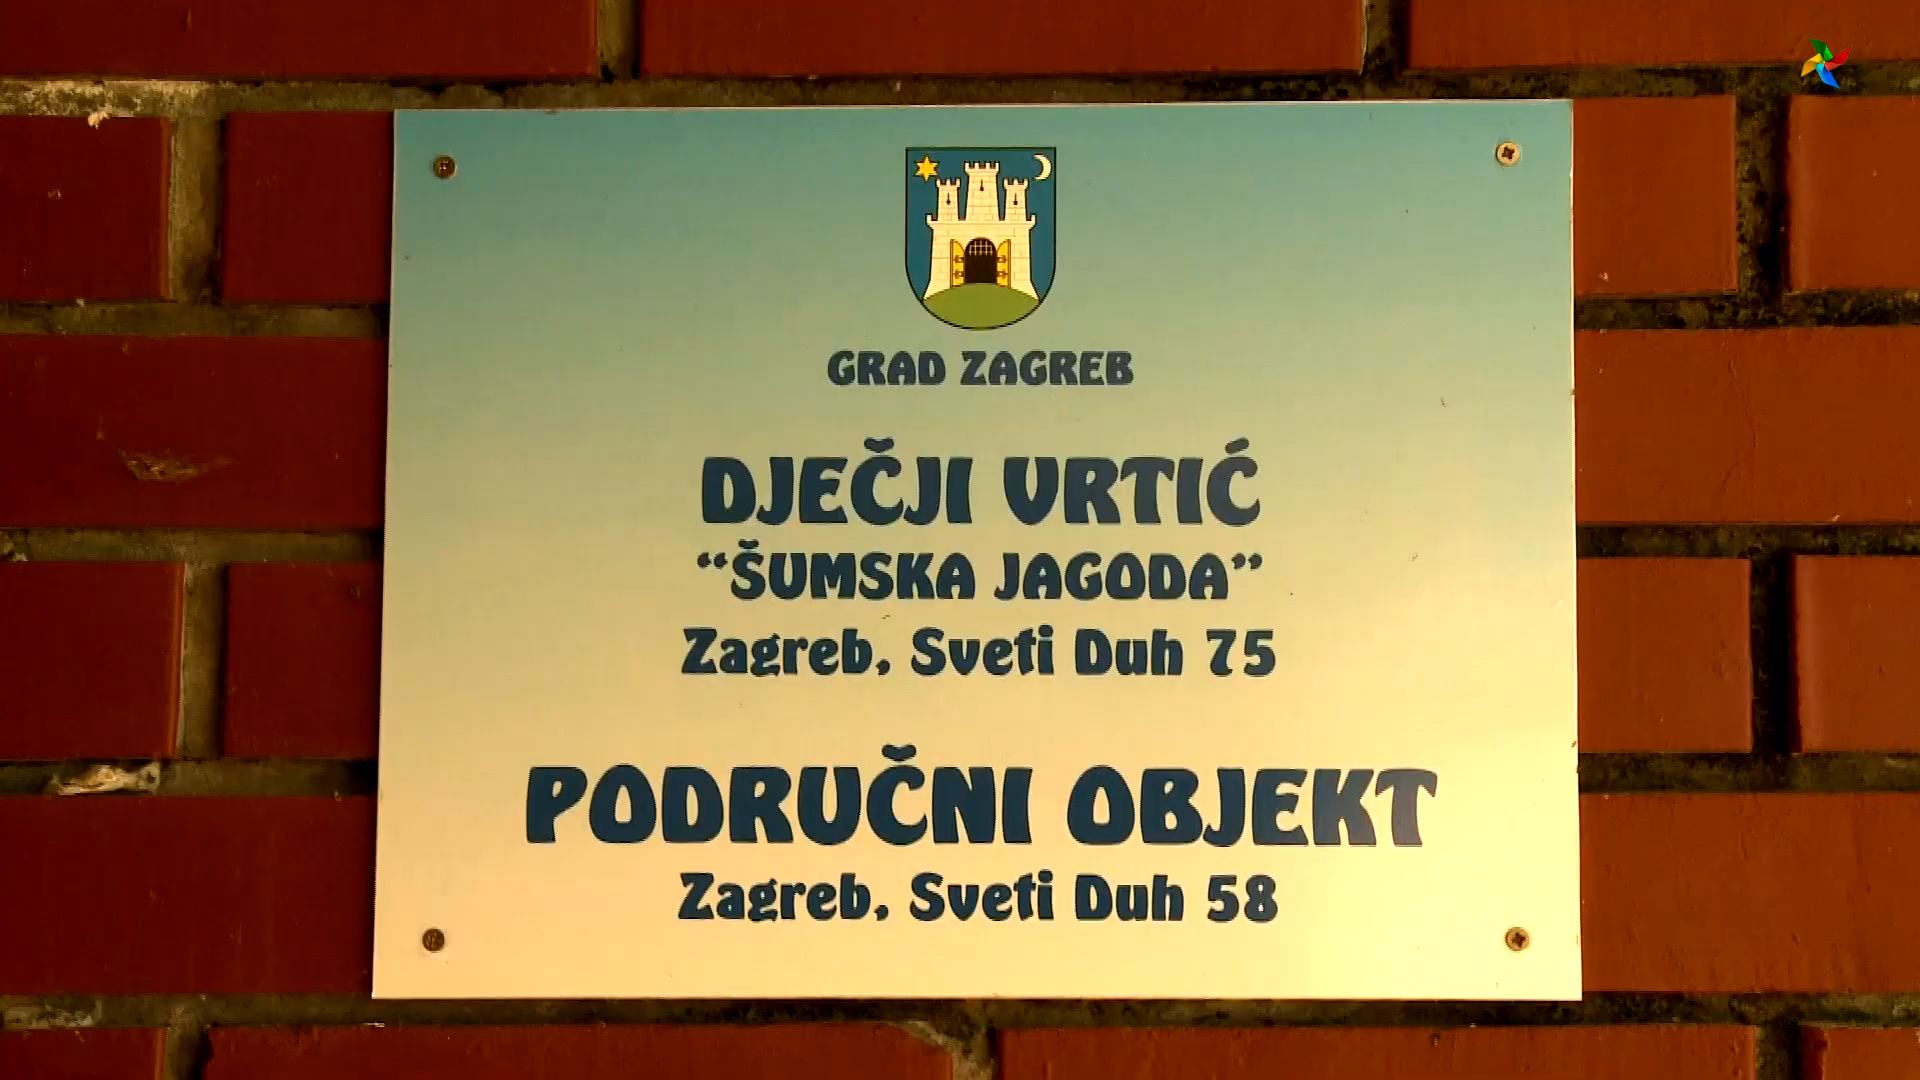 GRAD ZAGREB
DJEČJI VRTIĆ
“ŠUMSKA JAGODA”
Zagreb, Sveti Duh 75
PODRUČNI OBJEKT
Zagreb, Sveti Duh 58